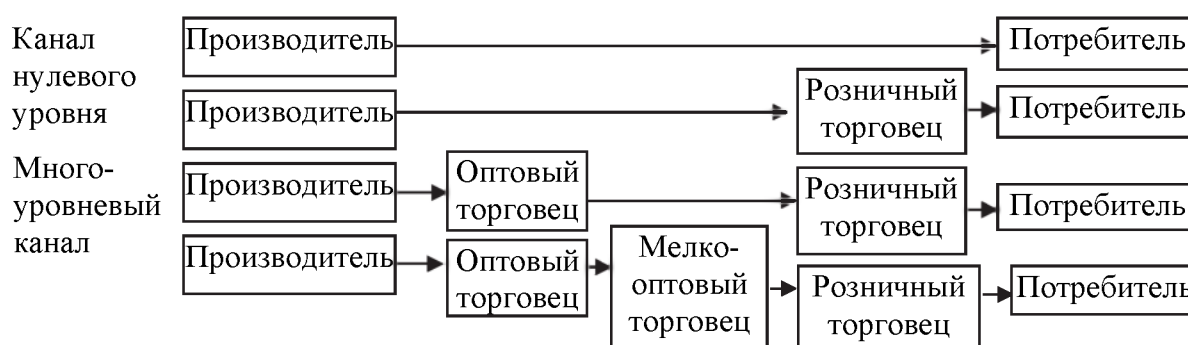 Канал
нулевого
уровня
Производитель
Потребитель
Производитель
Розничный
торговец
Потребитель
Много-
уровневый
канал
Производитель
Оптовый
торговец
Розничный
торговец
Потребитель
Производитель
Оптовый
торговец
Мелко-
оптовый
торговец
Розничный
торговец
Потребитель